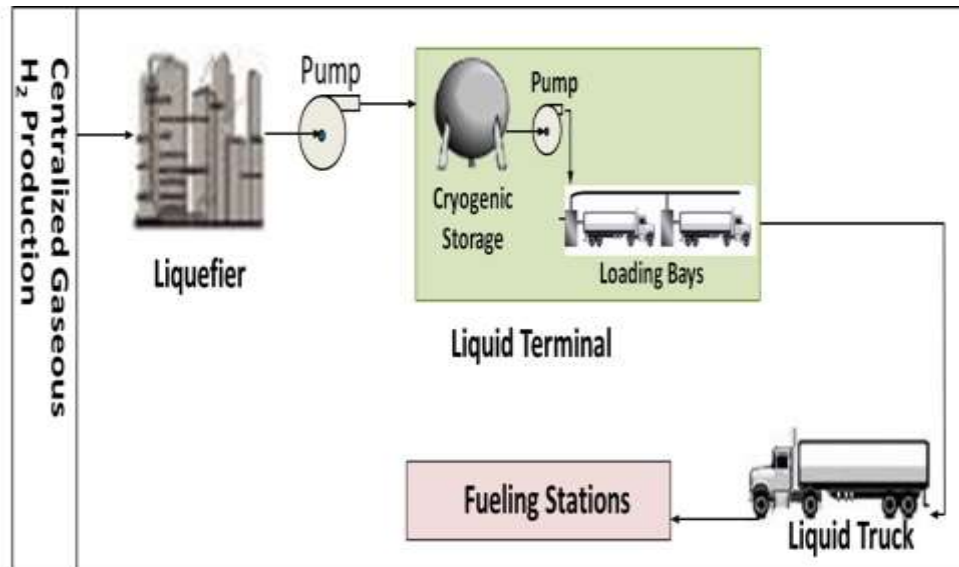 Centralized Gaseous
H₂ Production
Liquefier
Pump
Pump
Cryogenic
Storage
Loading Bays
Liquid Terminal
Liquid Truck
Fueling Stations